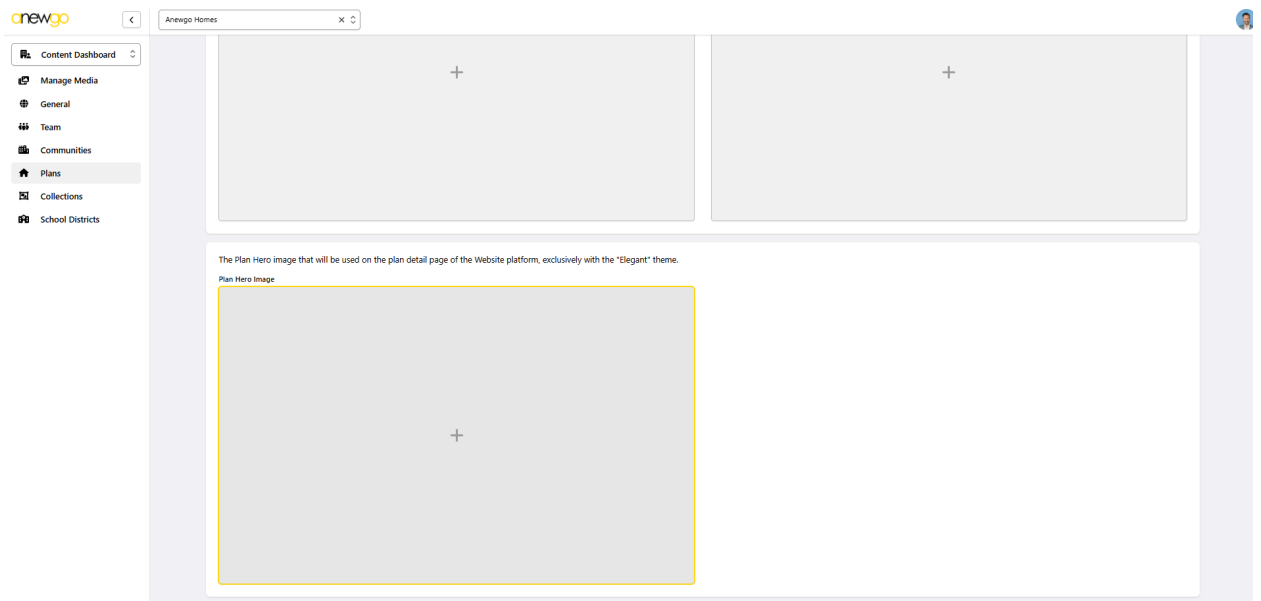 anewgo
Anewgo Homes
Content Dashboard
Manage Media
General
Team
Communities
Plans
Collections
School Districts
The Plan Hero image that will be used on the plan detail page of the Website platform, exclusively with the "Elegant" theme.
Plan Hero Image